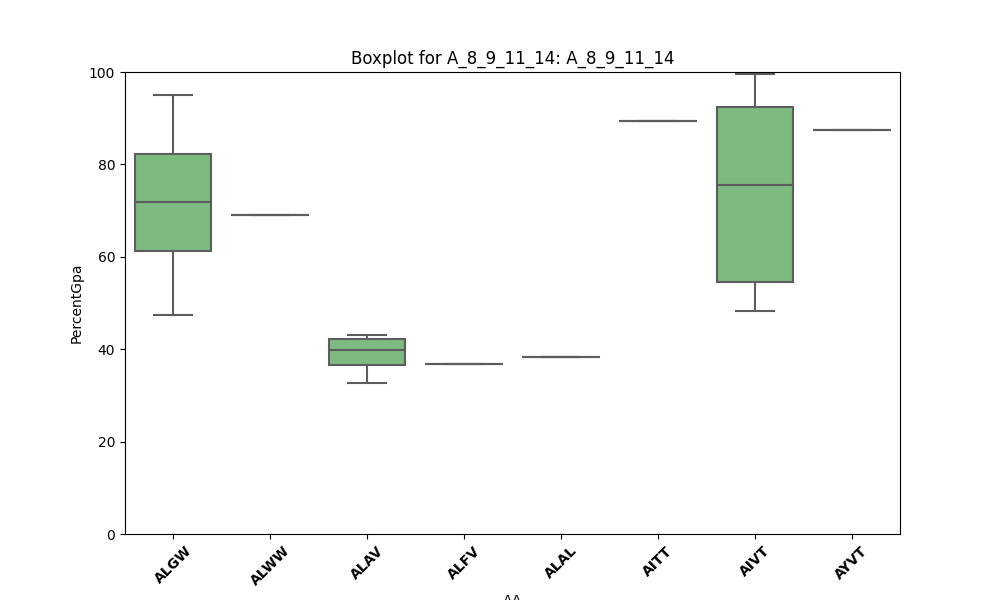 Boxplot for A_8_9_11_14: A_8_9_11_14
PercentGpa
100
80
60
40
20
0
ALGW
ALWW
ALAV
ALFV
ALAL
AITT
AIVT
AYVT
AA